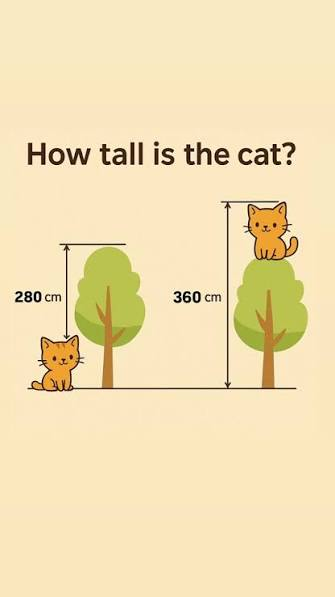 How tall is the cat?
280 cm
360 cm